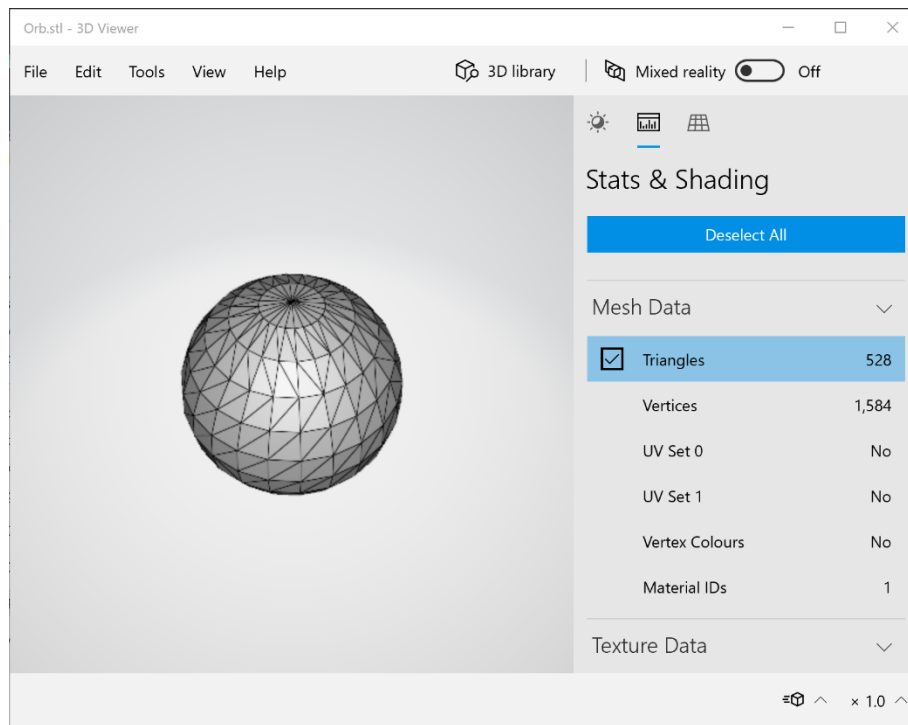 Orb.stl - 3D Viewer
File Edit Tools View Help 3D library Mixed reality Off
Stats & Shading
Deselect All
Mesh Data
Triangles 528
Vertices 1,584
UV Set 0 No
UV Set 1 No
Vertex Colours No
Material IDs 1
Texture Data
× 1.0